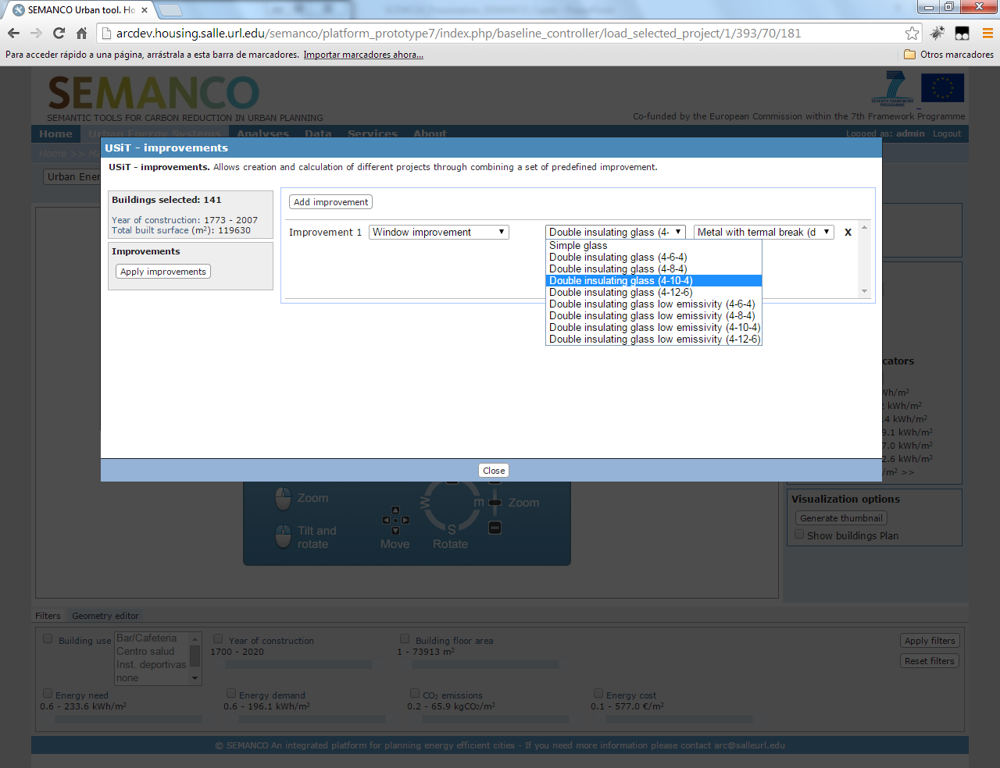 SEMANCO Urban tool. Ho
arcdev.housing.salle.url.edu/semanco/platform_prototype7/index.php/baseline_controller/load_selected_project/1/393/70/181
Para acceder rápido a una página, arrástrala a esta barra de marcadores. Importar marcadores ahora...
Otros marcadores
SEMANCO
SEMANTIC TOOLS FOR CARBON REDUCTION IN URBAN PLANNING
SEVENTH FRAMEWORK
PROGRAMME
Co-funded by the European Commission within the 7th Framework Programme
Home Urban Energy Systems Analyses Data Services About
Logged as: admin Logout
Home >>
Urban Ener
USiT - improvements
USiT - improvements. Allows creation and calculation of different projects through combining a set of predefined improvement.
Buildings selected: 141
Year of construction: 1773 - 2007
Total built surface (m²): 119630
Improvements
Apply improvements
Add improvement
Improvement 1 Window improvement Double insulating glass (4- Metal with termal break (d X
Simple glass
Double insulating glass (4-6-4)
Double insulating glass (4-8-4)
Double insulating glass (4-10-4)
Double insulating glass (4-12-6)
Double insulating glass low emissivity (4-6-4)
Double insulating glass low emissivity (4-8-4)
Double insulating glass low emissivity (4-10-4)
Double insulating glass low emissivity (4-12-6)
Close
cators
Wh/m²
kWh/m²
.4 kWh/m²
9.1 kWh/m²
7.0 kWh/m²
2.6 kWh/m²
/m² >>
Zoom
Tilt and
rotate
Move
W
E
S
Rotate
Zoom
Visualization options
Generate thumbnail
Show buildings Plan
Filters Geometry editor
Building use
Bar/Cafeteria
Centro salud
Inst. deportivas
none
Year of construction
1700 - 2020
Building floor area
1 - 73913 m²
Apply filters
Reset filters
Energy need
0.6 - 233.6 kWh/m²
Energy demand
0.6 - 196.1 kWh/m²
CO₂ emissions
0.2 - 65.9 kgCO₂/m²
Energy cost
0.1 - 577.0 €/m²
© SEMANCO An integrated platform for planning energy efficient cities - If you need more information please contact arc@salleurl.edu